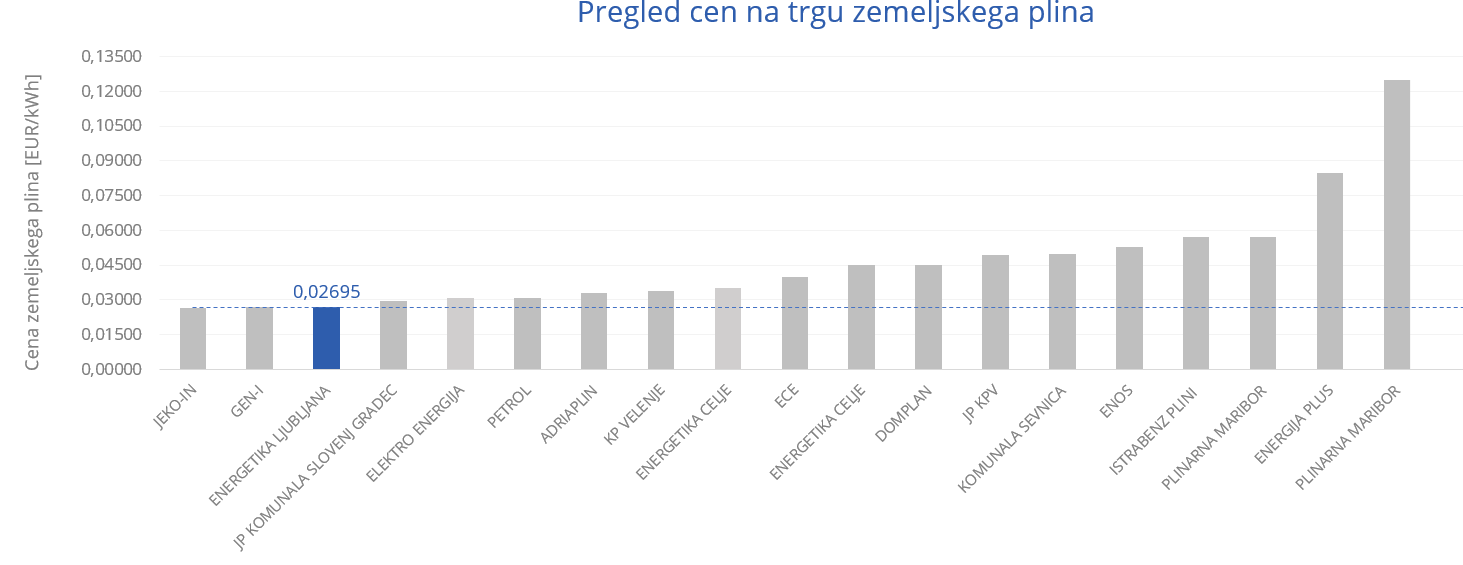 Pregled cen na trgu zemeljskega plina
Cena zemeljskega plina [EUR/kWh]
0,13500
0,12000
0,10500
0,09000
0,07500
0,06000
0,04500
0,03000
0,01500
0,00000
0,02695
JEKO-IN
GEN-I
ENERGETIKA LJUBLJANA
JP KOMUNALA SLOVENJ GRADEC
ELEKTRO ENERGIJA
PETROL
ADRIAPLIN
KP VELENJE
ENERGETIKA CELJE
ECE
ENERGETIKA CELJE
DOMPLAN
JP KPV
KOMUNALA SEVNICA
ENOS
ISTRABENZ PLINI
PLINARNA MARIBOR
ENERGIJA PLUS
PLINARNA MARIBOR